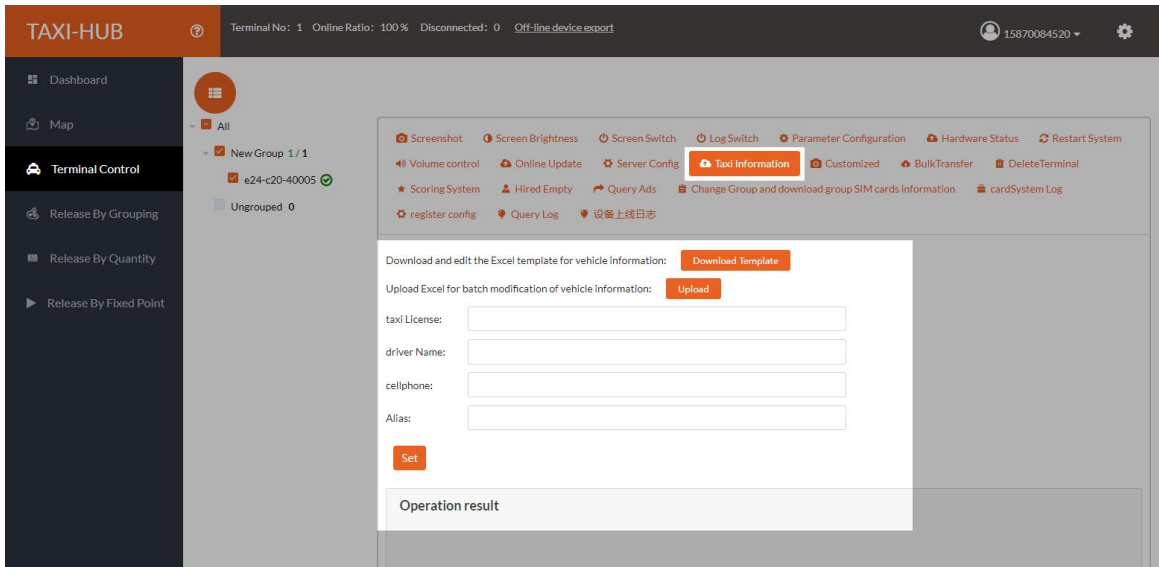 TAXI-HUB
Terminal No: 1 Online Ratio: 100 % Disconnected: 0 Off-line device export
15870084520
Dashboard
Map
Terminal Control
Release By Grouping
Release By Quantity
Release By Fixed Point
All
New Group 1/1
e24-c20-40005
Ungrouped 0
Screenshot Screen Brightness Screen Switch Log Switch Parameter Configuration Hardware Status Restart System
Volume control Online Update Server Config Taxi Information Customized BulkTransfer DeleteTerminal
Scoring System Hired Empty Query Ads Change Group and download group SIM cards information cardSystem Log
register config Query Log 设备上线日志
Download and edit the Excel template for vehicle information: Download Template
Upload Excel for batch modification of vehicle information: Upload
taxi License:
driver Name:
cellphone:
Alias:
Set
Operation result